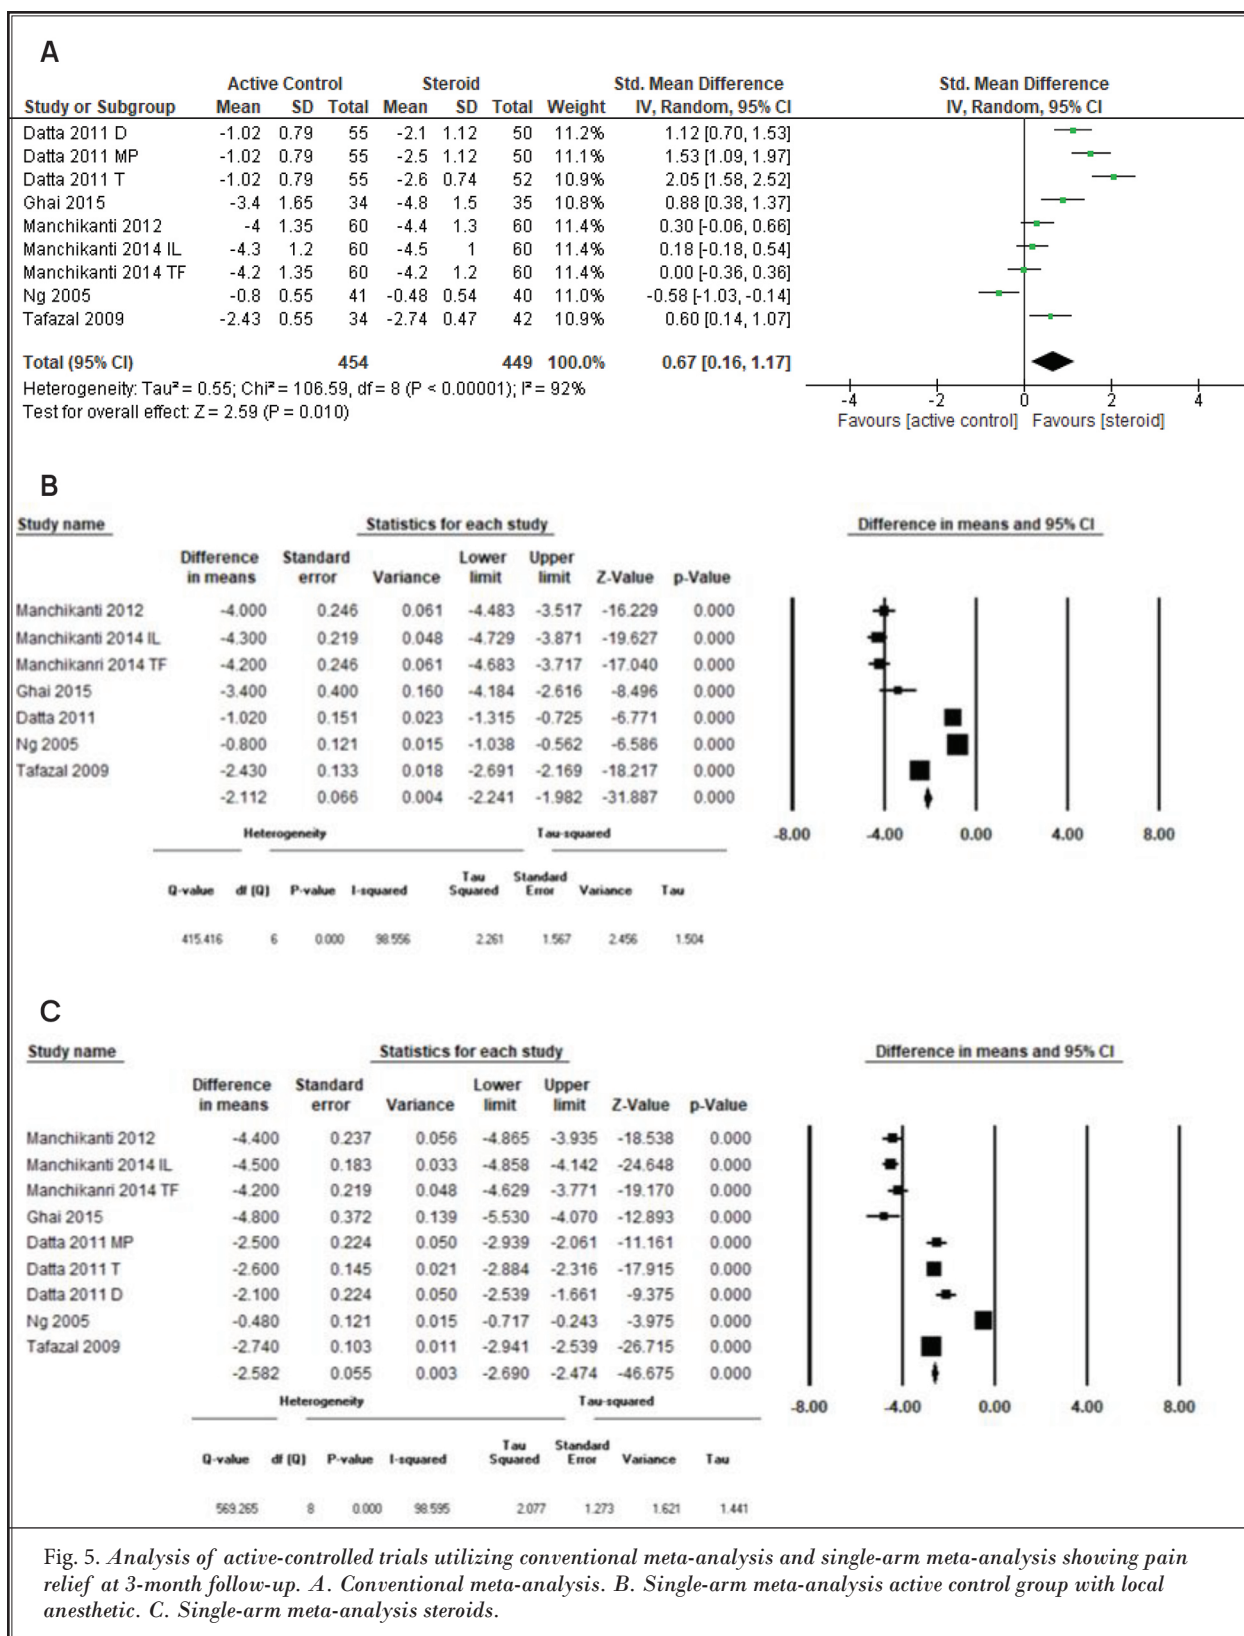 A
Active Control Steroid Std. Mean Difference Std. Mean Difference
Study or Subgroup Mean SD Total Mean SD Total Weight IV, Random, 95% CI IV, Random, 95% CI
Datta 2011 D -1.02 0.79 55 -2.1 1.12 50 11.2% 1.12 [0.70, 1.53]
Datta 2011 MP -1.02 0.79 55 -2.5 1.12 50 11.1% 1.53 [1.09, 1.97]
Datta 2011 T -1.02 0.79 55 -2.6 0.74 52 10.9% 2.05 [1.58, 2.52]
Ghai 2015 -3.4 1.65 34 -4.8 1.5 35 10.8% 0.88 [0.38, 1.37]
Manchikanti 2012 -4 1.35 60 -4.4 1.3 60 11.4% 0.30 [-0.06, 0.66]
Manchikanti 2014 IL -4.3 1.2 60 -4.5 1 60 11.4% 0.18 [-0.18, 0.54]
Manchikanti 2014 TF -4.2 1.35 60 -4.2 1.2 60 11.4% 0.00 [-0.36, 0.36]
Ng 2005 -0.8 0.55 41 -0.48 0.54 40 11.0% -0.58 [-1.03, -0.14]
Tafazal 2009 -2.43 0.55 34 -2.74 0.47 42 10.9% 0.60 [0.14, 1.07]
Total (95% CI) 454 449 100.0% 0.67 [0.16, 1.17]
Heterogeneity: Tau² = 0.55; Chi² = 106.59, df = 8 (P < 0.00001); I² = 92%
Test for overall effect: Z = 2.59 (P = 0.010)
-4 -2 0 2 4
Favours [active control] Favours [steroid]
B
Study name Statistics for each study Difference in means and 95% CI
Difference Standard Lower Upper
in means error Variance limit limit Z-Value p-Value
Manchikanti 2012 -4.000 0.246 0.061 -4.483 -3.517 -16.229 0.000
Manchikanti 2014 IL -4.300 0.219 0.048 -4.729 -3.871 -19.627 0.000
Manchikanri 2014 TF -4.200 0.246 0.061 -4.683 -3.717 -17.040 0.000
Ghai 2015 -3.400 0.400 0.160 -4.184 -2.616 -8.496 0.000
Datta 2011 -1.020 0.151 0.023 -1.315 -0.725 -6.771 0.000
Ng 2005 -0.800 0.121 0.015 -1.038 -0.562 -6.586 0.000
Tafazal 2009 -2.430 0.133 0.018 -2.691 -2.169 -18.217 0.000
-2.112 0.066 0.004 -2.241 -1.982 -31.887 0.000
-8.00 -4.00 0.00 4.00 8.00
Heterogeneity Tau-squared
Tau Standard
Q-value df (Q) P-value I-squared Squared Error Variance Tau
415.416 6 0.000 98.556 2.261 1.567 2.456 1.504
C
Study name Statistics for each study Difference in means and 95% CI
Difference Standard Lower Upper
in means error Variance limit limit Z-Value p-Value
Manchikanti 2012 -4.400 0.237 0.056 -4.865 -3.935 -18.538 0.000
Manchikanti 2014 IL -4.500 0.183 0.033 -4.858 -4.142 -24.648 0.000
Manchikanri 2014 TF -4.200 0.219 0.048 -4.629 -3.771 -19.170 0.000
Ghai 2015 -4.800 0.372 0.139 -5.530 -4.070 -12.893 0.000
Datta 2011 MP -2.500 0.224 0.050 -2.939 -2.061 -11.161 0.000
Datta 2011 T -2.600 0.145 0.021 -2.884 -2.316 -17.915 0.000
Datta 2011 D -2.100 0.224 0.050 -2.539 -1.661 -9.375 0.000
Ng 2005 -0.480 0.121 0.015 -0.717 -0.243 -3.975 0.000
Tafazal 2009 -2.740 0.103 0.011 -2.941 -2.539 -26.715 0.000
-2.582 0.055 0.003 -2.690 -2.474 -46.675 0.000
-8.00 -4.00 0.00 4.00 8.00
Heterogeneity Tau-squared
Tau Standard
Q-value df (Q) P-value I-squared Squared Error Variance Tau
569.265 8 0.000 98.595 2.077 1.273 1.621 1.441
Fig. 5. Analysis of active-controlled trials utilizing conventional meta-analysis and single-arm meta-analysis showing pain
relief at 3-month follow-up. A. Conventional meta-analysis. B. Single-arm meta-analysis active control group with local
anesthetic. C. Single-arm meta-analysis steroids.